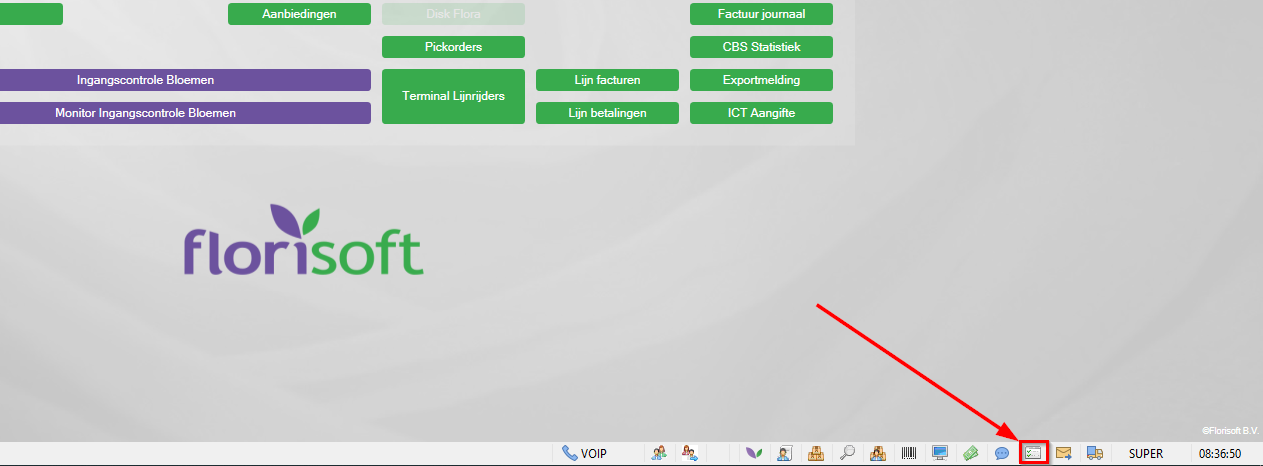 Aanbiedingen
Disk Flora
Factuur journaal
Pickorders
CBS Statistiek
Ingangscontrole Bloemen
Terminal Lijnrijders
Lijn facturen
Exportmelding
Monitor Ingangscontrole Bloemen
Lijn betalingen
ICT Aangifte
florisoft
©Florisoft B.V.
VOIP
SUPER
08:36:50